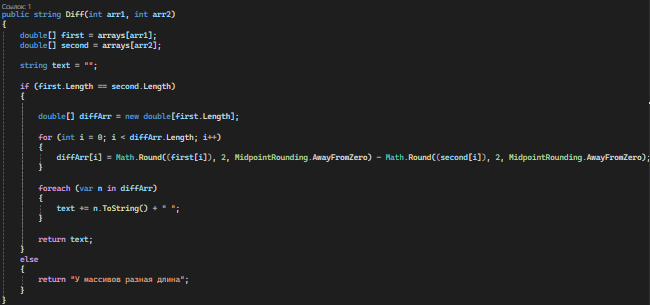 Ссылок: 1
public string Diff(int arr1, int arr2)
{
double[] first = arrays[arr1];
double[] second = arrays[arr2];
string text = "";
if (first.Length == second.Length)
{
double[] diffArr = new double[first.Length];
for (int i = 0; i < diffArr.Length; i++)
{
diffArr[i] = Math.Round((first[i]), 2, MidpointRounding.AwayFromZero) - Math.Round((second[i]), 2, MidpointRounding.AwayFromZero);
}
foreach (var n in diffArr)
{
text += n.ToString() + " ";
}
return text;
}
else
{
return "У массивов разная длина";
}
}